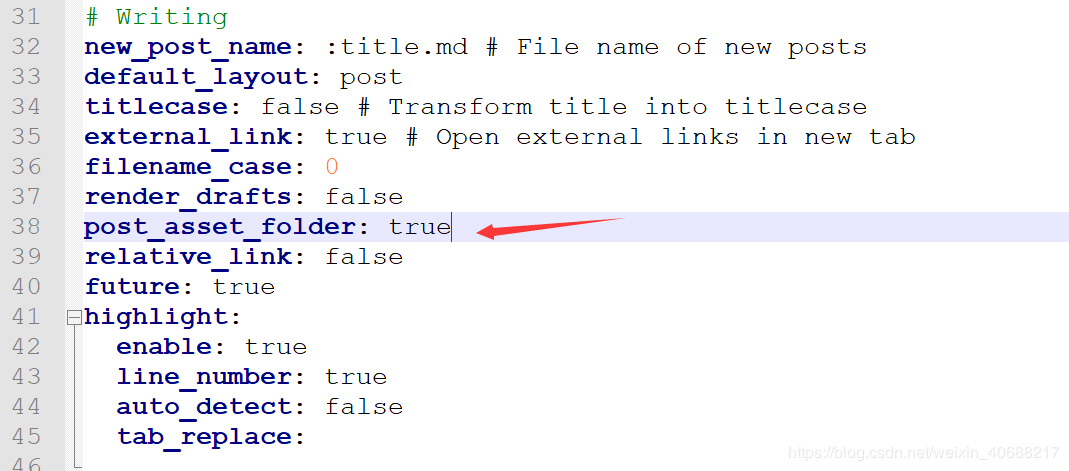 31 # Writing
32 new_post_name: :title.md # File name of new posts
33 default_layout: post
34 titlecase: false # Transform title into titlecase
35 external_link: true # Open external links in new tab
36 filename_case: 0
37 render_drafts: false
38 post_asset_folder: true
39 relative_link: false
40 future: true
41 highlight:
42 enable: true
43 line_number: true
44 auto_detect: false
45 tab_replace:
46
https://blog.csdn.net/weixin_40688217